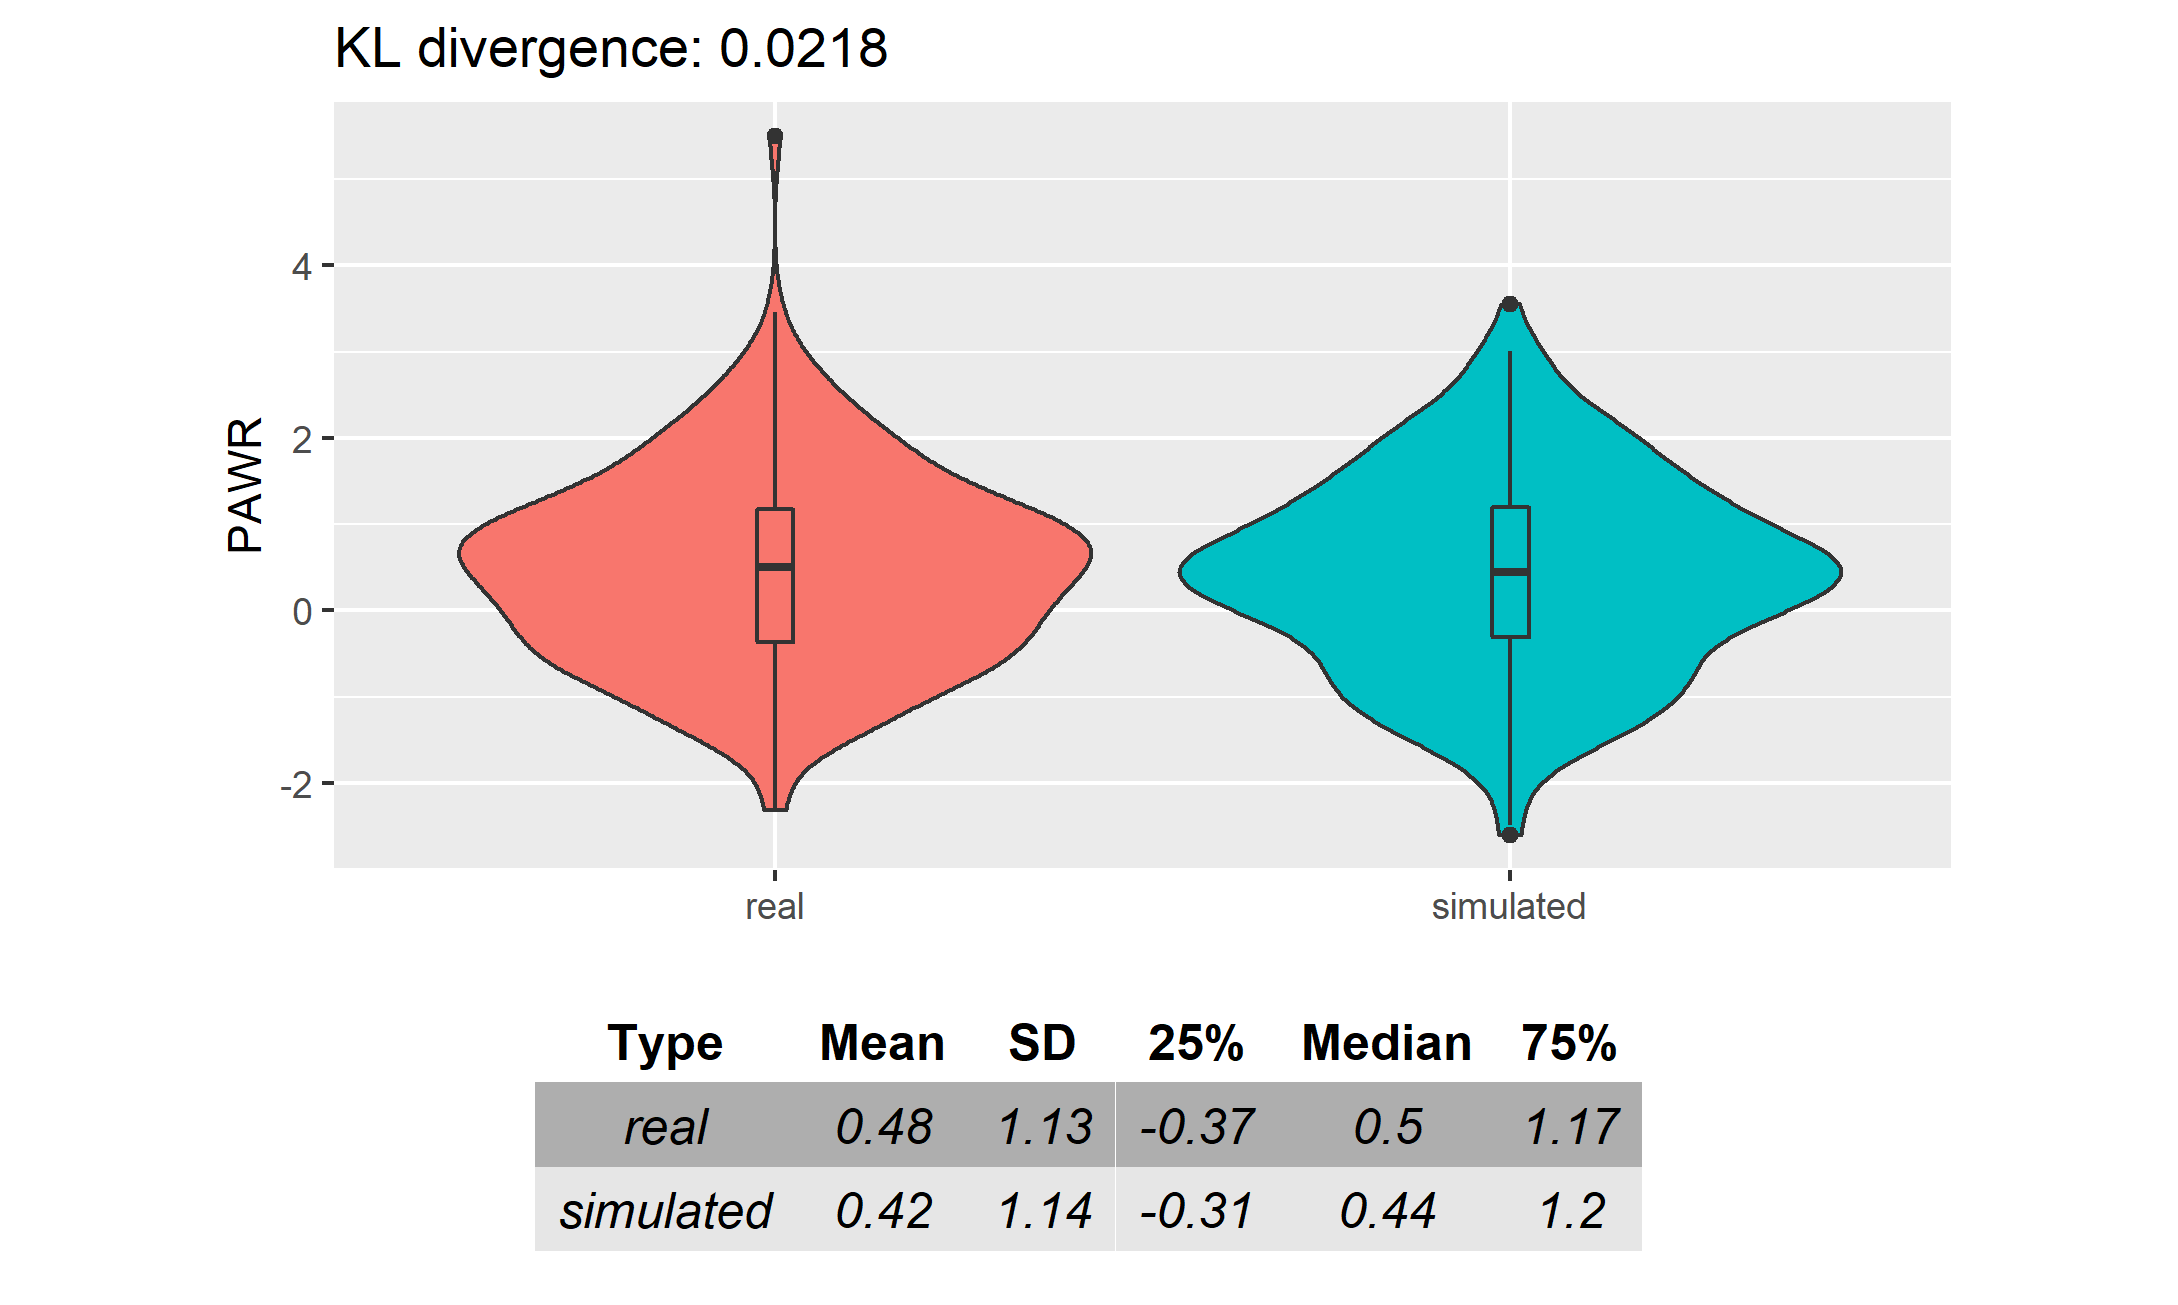 KL divergence: 0.0218
PAWR
4
2
0
-2
real simulated
Type Mean SD 25% Median 75%
real 0.48 1.13 -0.37 0.5 1.17
simulated 0.42 1.14 -0.31 0.44 1.2